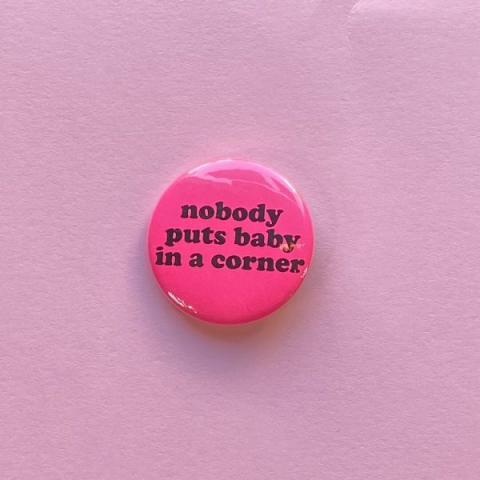 nobody
puts baby
in a corner